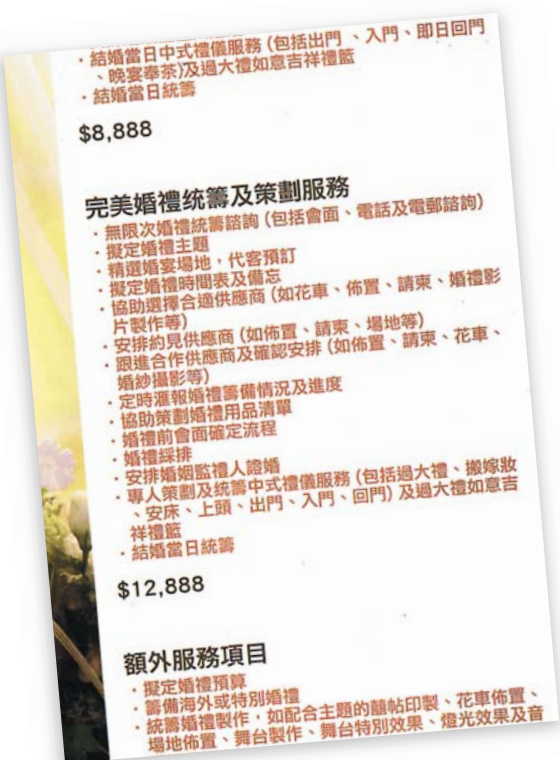 · 結婚當日中式禮儀服務 (包括出門、入門、即日回門
、晚宴奉茶)及過大禮如意吉祥禮籃
· 結婚當日統籌
$8,888
完美婚禮統籌及策劃服務
· 無限次婚禮統籌諮詢 (包括會面、電話及電郵諮詢)
· 擬定婚禮主題
· 精選婚宴場地，代客預訂
· 擬定婚禮時間表及備忘
· 協助選擇合適供應商 (如花車、佈置、請柬、婚禮影
片製作等)
· 安排約見供應商 (如佈置、請柬、場地等)
· 跟進合作供應商及確認安排 (如佈置、請柬、花車、
婚紗攝影等)
· 定時滙報婚禮籌備情況及進度
· 協助策劃婚禮用品清單
· 婚禮前會面確定流程
· 婚禮綵排
· 安排婚姻監禮人證婚
· 專人策劃及統籌中式禮儀服務 (包括過大禮、搬嫁妝
、安床、上頭、出門、入門、回門) 及過大禮如意吉
祥禮籃
· 結婚當日統籌
$12,888
額外服務項目
· 擬定婚禮預算
· 籌備海外或特別婚禮
· 統籌婚禮製作，如配合主題的囍帖印製、花車佈置、
場地佈置、舞台製作、舞台特別效果、燈光效果及音